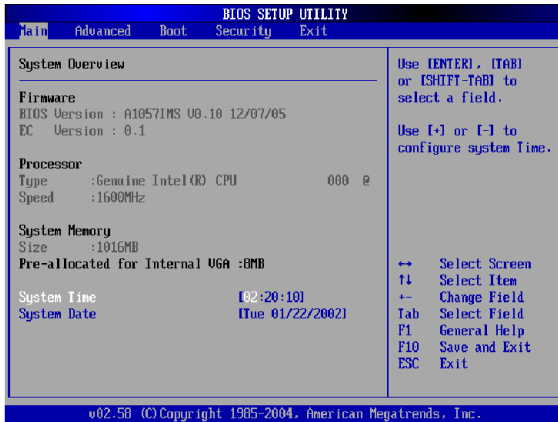 BIOS SETUP UTILITY
Main Advanced Boot Security Exit
System Overview
Firmware
BIOS Version : A1057IMS V0.10 12/07/05
EC Version : 0.1
Processor
Type :Genuine Intel(R) CPU 000 @
Speed :1600MHz
System Memory
Size :1016MB
Pre-allocated for Internal VGA :8MB
System Time [02:20:10]
System Date [Tue 01/22/2002]
Use [ENTER], [TAB]
or [SHIFT-TAB] to
select a field.
Use [+] or [-] to
configure system Time.
↔ Select Screen
↑↓ Select Item
+- Change Field
Tab Select Field
F1 General Help
F10 Save and Exit
ESC Exit
v02.58 (C)Copyright 1985-2004, American Megatrends, Inc.